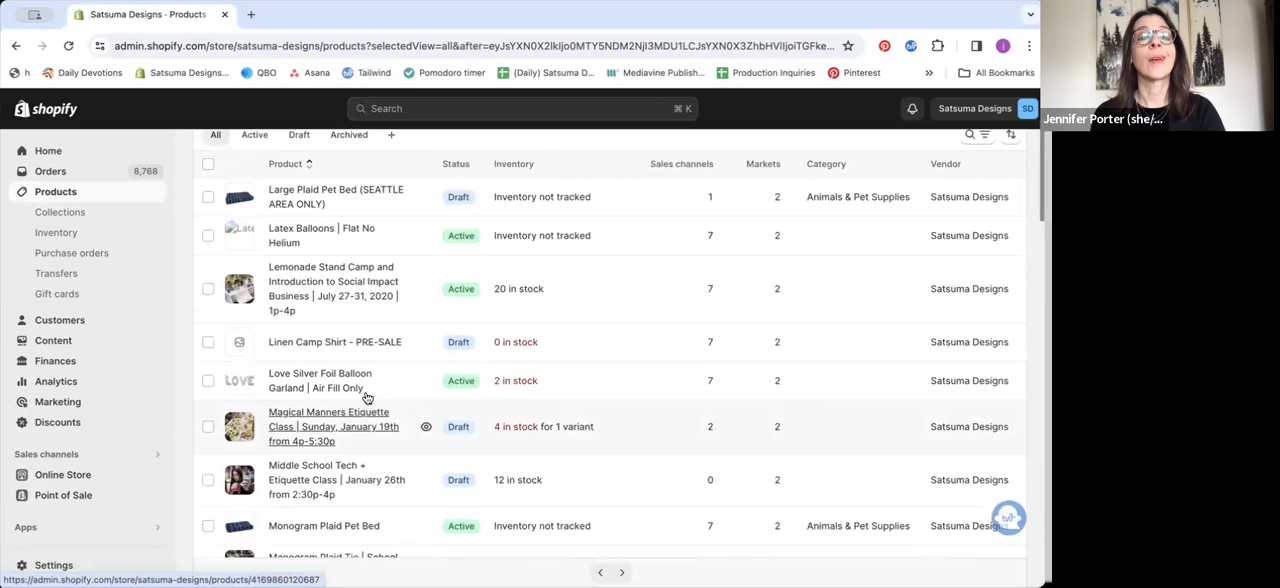 Satsuma Designs · Products ·
admin.shopify.com/store/satsuma-designs/products?selectedView=all&after=eyJsYXN0X2lkIjo0MTY5NDM2NjI3MDU1LCJsYXN0X3ZhbHVlIjoiTGFyZ2...
h
Daily Devotions
Satsuma Designs...
QBO
Asana
Tailwind
Pomodoro timer
(Daily) Satsuma D...
Mediavine Publish...
Production Inquiries
Pinterest
»
All Bookmarks
shopify
Search
⌘ K
Satsuma Designs
SD
Jennifer Porter (she/...
Home
Orders
8,768
Products
Collections
Inventory
Purchase orders
Transfers
Gift cards
Customers
Content
Finances
Analytics
Marketing
Discounts
Sales channels
Online Store
Point of Sale
Apps
Settings
All Active Draft Archived +
Product Status Inventory Sales channels Markets Category Vendor
Large Plaid Pet Bed (SEATTLE
AREA ONLY)
Draft Inventory not tracked 1 2 Animals & Pet Supplies Satsuma Designs
Latex Balloons | Flat No
Helium
Active Inventory not tracked 7 2 Satsuma Designs
Lemonade Stand Camp and
Introduction to Social Impact
Business | July 27-31, 2020 |
1p-4p
Active 20 in stock 7 2 Satsuma Designs
Linen Camp Shirt - PRE-SALE Draft 0 in stock 7 2 Satsuma Designs
LOVE
Love Silver Foil Balloon
Garland | Air Fill Only
Active 2 in stock 7 2 Satsuma Designs
Magical Manners Etiquette
Class | Sunday, January 19th
from 4p-5:30p
Draft 4 in stock for 1 variant 2 2 Satsuma Designs
Middle School Tech +
Etiquette Class | January 26th
from 2:30p-4p
Draft 12 in stock 0 2 Satsuma Designs
Monogram Plaid Pet Bed Active Inventory not tracked 7 2 Animals & Pet Supplies Satsuma Designs
Monogram Plaid Tie | School
https://admin.shopify.com/store/satsuma-designs/products/4169860120687